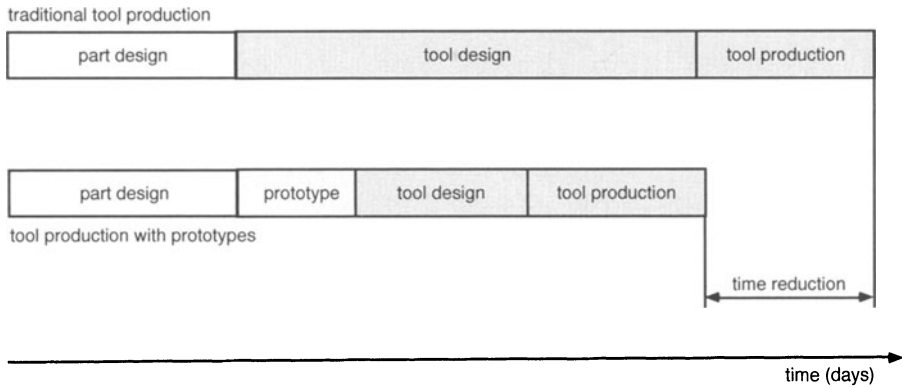 traditional tool production
part design
tool design
tool production
part design
prototype
tool design
tool production
tool production with prototypes
time reduction
time (days)